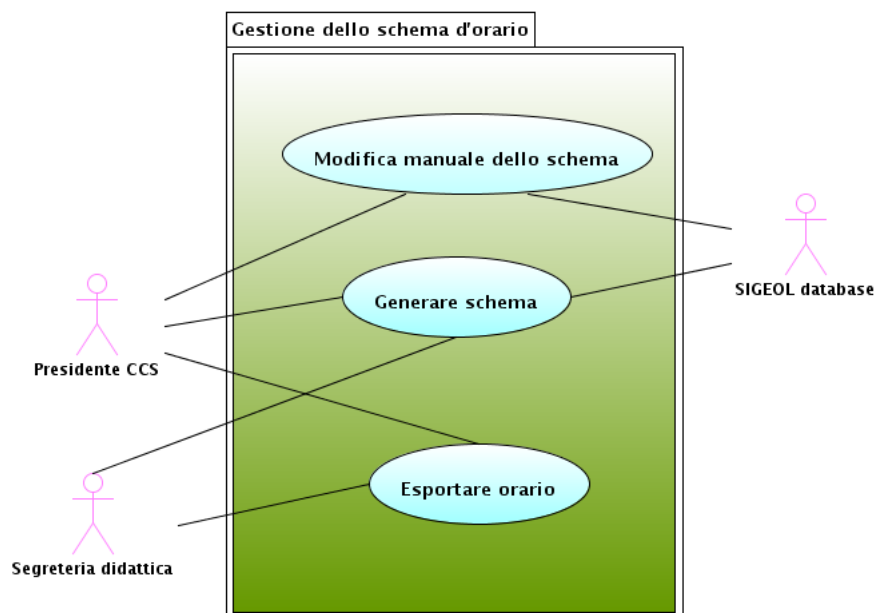 Gestione dello schema d'orario
Modifica manuale dello schema
SIGEOL database
Generare schema
Presidente CCS
Esportare orario
Segreteria didattica